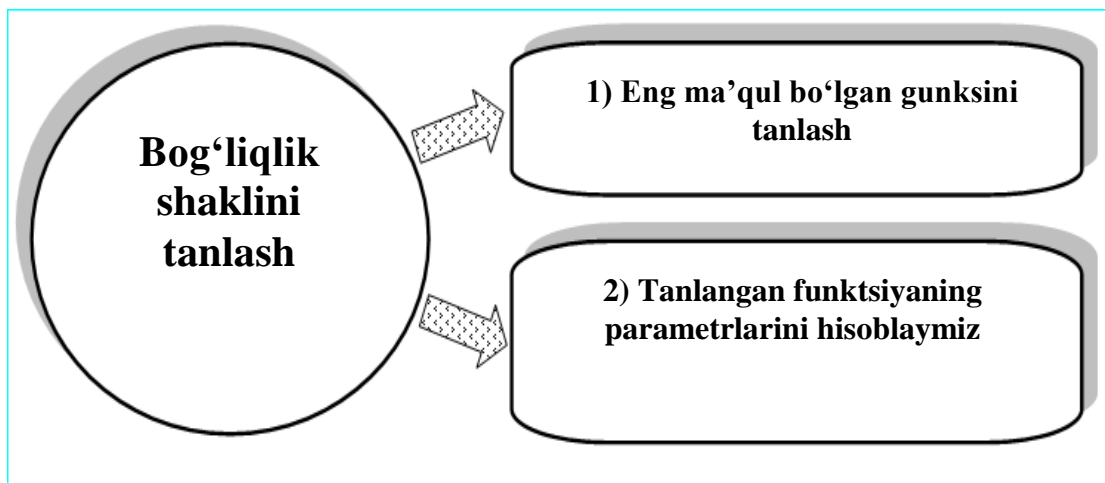 Bog‘liqlik
shaklini
tanlash
1) Eng ma’qul bo‘lgan gunksini
tanlash
2) Tanlangan funktsiyaning
parametrlarini hisoblaymiz